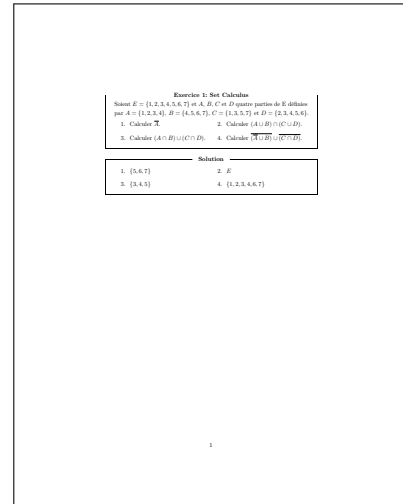 Exercice 1: Set Calculus
Soient E = {1, 2, 3, 4, 5, 6, 7} et A, B, C et D quatre parties de E définies
par A = {1, 2, 3, 4}, B = {4, 5, 6, 7}, C = {1, 3, 5, 7} et D = {2, 3, 4, 5, 6}.
1. Calculer A̅. 2. Calculer (A ∪ B) ∩ (C ∪ D).
3. Calculer (A ∩ B) ∪ (C ∩ D). 4. Calculer \overline{(\overline{A} ∪ B)} ∪ \overline{(C ∩ D)}.
Solution
1. {5, 6, 7} 2. E
3. {3, 4, 5} 4. {1, 2, 3, 4, 6, 7}
1